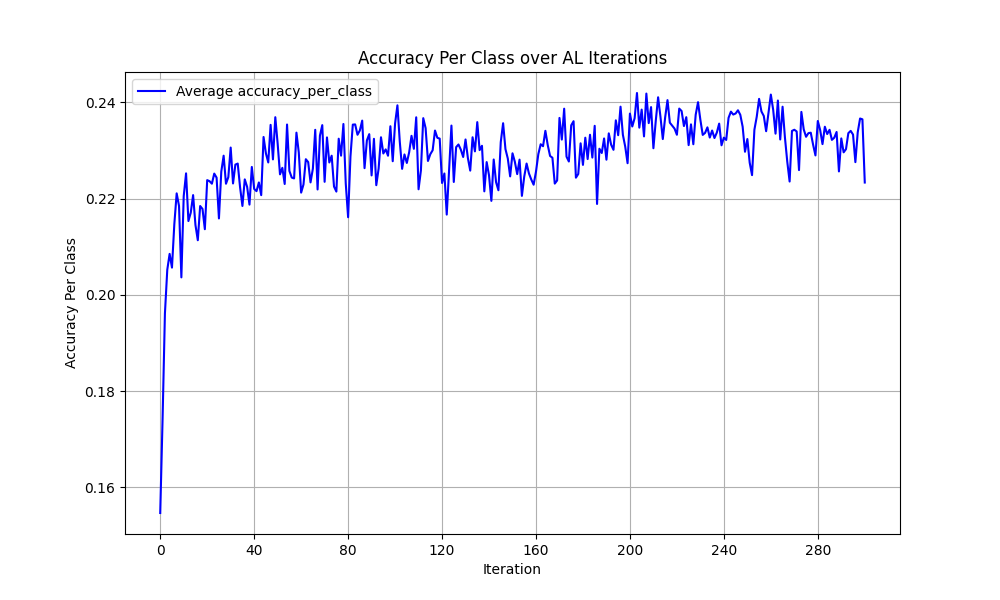 Accuracy Per Class over AL Iterations
Average accuracy_per_class
0.24
0.22
0.20
0.18
0.16
Accuracy Per Class
0 40 80 120 160 200 240 280
Iteration